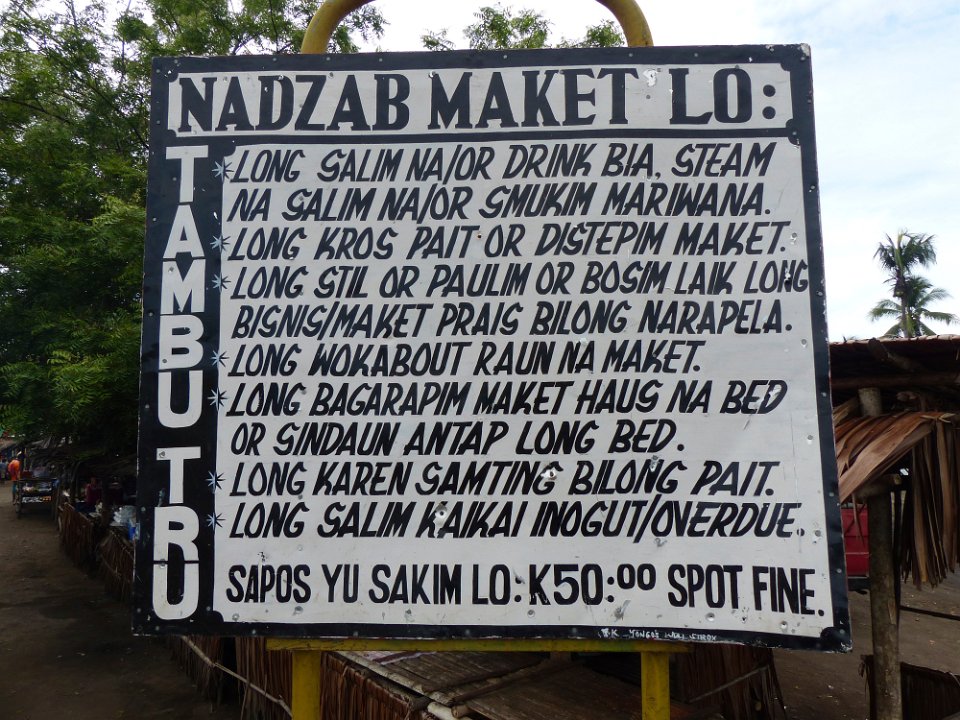 NADZAB MAKET LO:
TAMBU TRU
*LONG SALIM NA/OR DRINK BIA, STEAM
NA SALIM NA/OR SMUKIM MARIWANA.
*LONG KROS PAIT OR DISTEPIM MAKET.
*LONG STIL OR PAULIM OR BOSIM LAIK LONG
BISNIS/MAKET PRAIS BILONG NARAPELA.
*LONG WOKABOUT RAUN NA MAKET.
*LONG BAGARAPIM MAKET HAUS NA BED
OR SINDAUN ANTAP LONG BED.
*LONG KAREN SAMTING BILONG PAIT.
*LONG SALIM KAIKAI INOGUT/OVERDUE.
SAPOS YU SAKIM LO: K50:00 SPOT FINE.